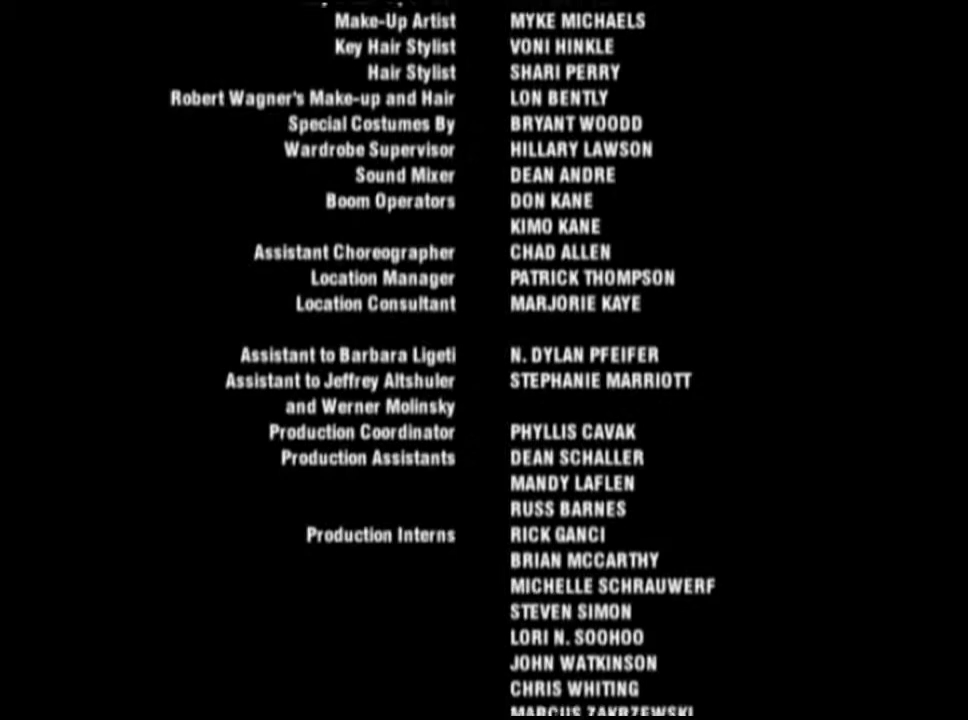 Make-Up Artist MYKE MICHAELS
Key Hair Stylist VONI HINKLE
Hair Stylist SHARI PERRY
Robert Wagner's Make-up and Hair LON BENTLY
Special Costumes By BRYANT WOODD
Wardrobe Supervisor HILLARY LAWSON
Sound Mixer DEAN ANDRE
Boom Operators DON KANE
KIMO KANE
Assistant Choreographer CHAD ALLEN
Location Manager PATRICK THOMPSON
Location Consultant MARJORIE KAYE
Assistant to Barbara Ligeti N. DYLAN PFEIFER
Assistant to Jeffrey Altshuler STEPHANIE MARRIOTT
and Werner Molinsky
Production Coordinator PHYLLIS CAVAK
Production Assistants DEAN SCHALLER
MANDY LAFLEN
RUSS BARNES
Production Interns RICK GANCI
BRIAN MCCARTHY
MICHELLE SCHRAUWERF
STEVEN SIMON
LORI N. SOOHOO
JOHN WATKINSON
CHRIS WHITING
MARCUS ZAKRZEWSKI